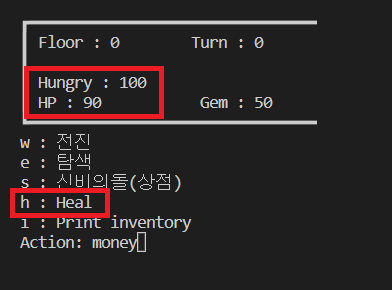 Floor : 0 Turn : 0
Hungry : 100
HP : 90 Gem : 50
w : 전진
e : 탐색
s : 신비의돌(상점)
h : Heal
i : Print inventory
Action: money